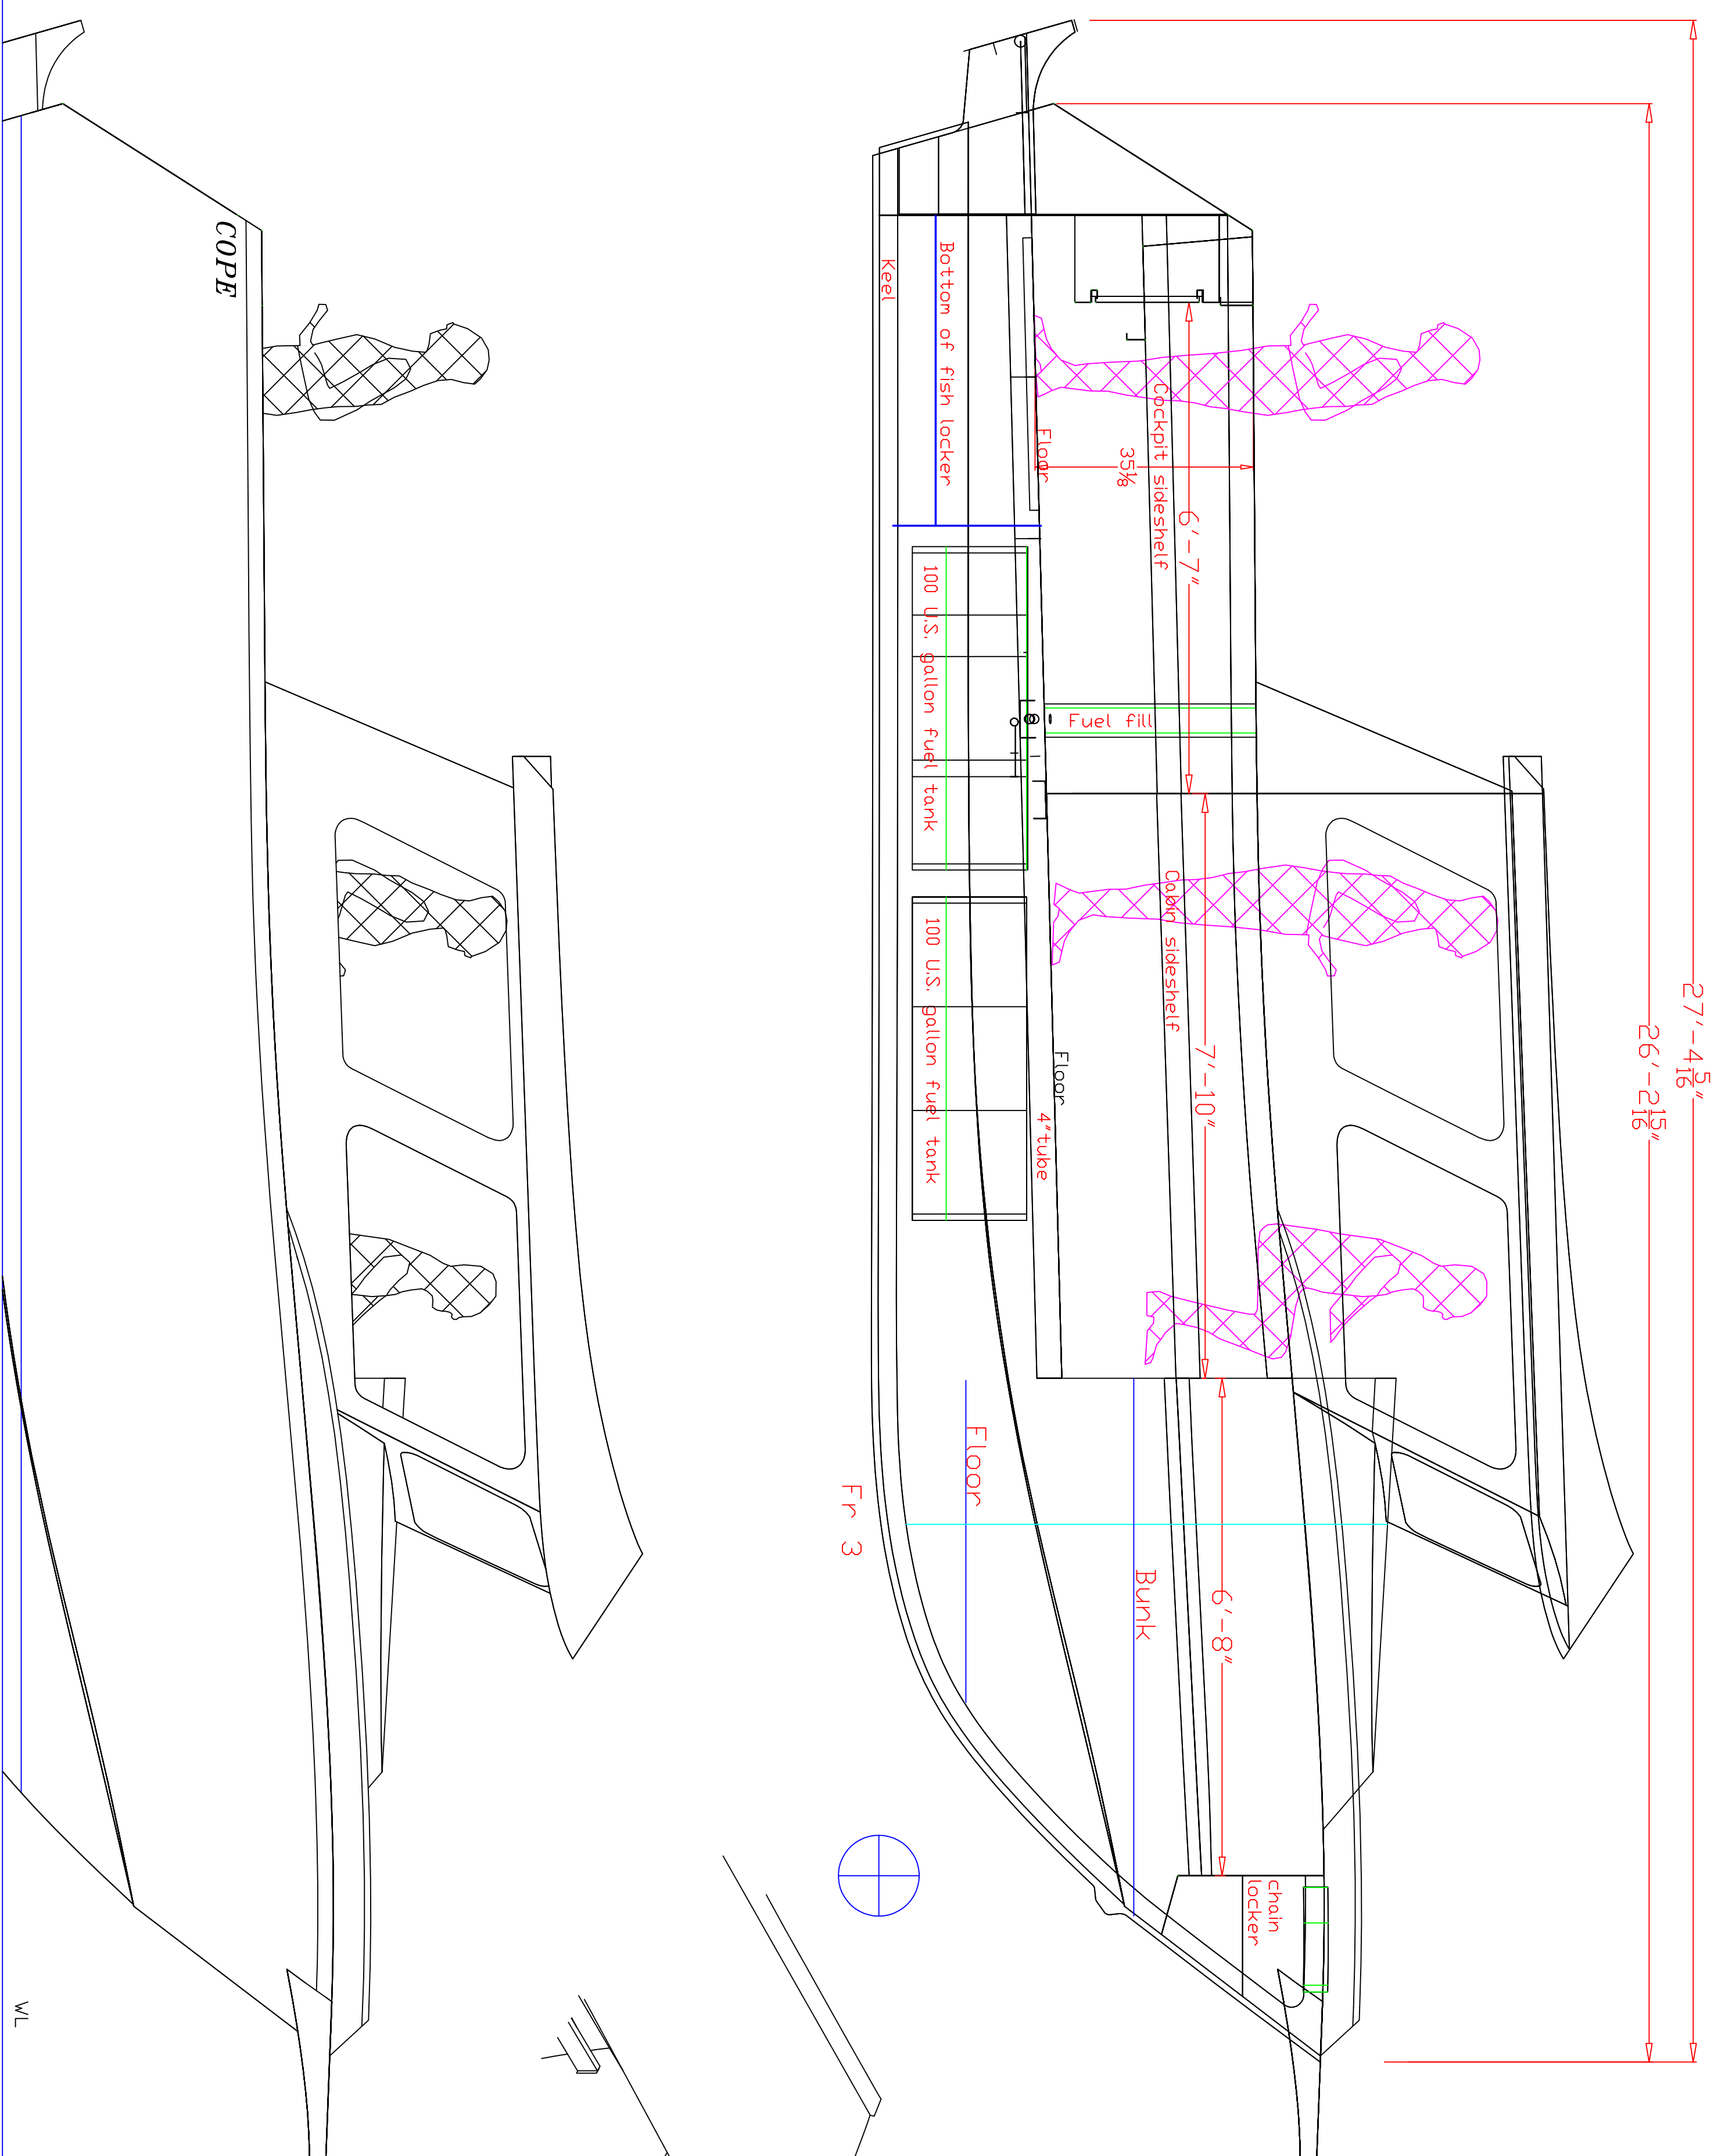 27'-4 5/16"
26'-2 15/16"
7'-10"
6'-8"
6'-7"
Cabin sideshelf
Cockpit sideshelf
35⅛
chain
locker
Bunk
Fuel fill
Floor
Floor
4"tube
Floor
Bottom of fish locker
100 U.S. gallon fuel tank
100 U.S. gallon fuel tank
Keel
Fr 3
COPE
WL